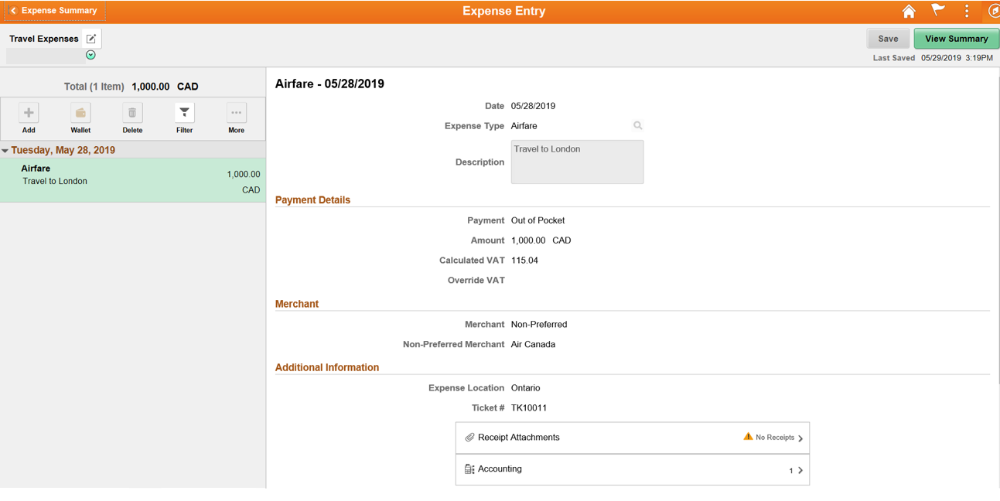 Expense Summary
Expense Entry
Travel Expenses
Save
View Summary
Last Saved 05/29/2019 3:19PM
Total (1 Item) 1,000.00 CAD
Add
Wallet
Delete
Filter
More
Tuesday, May 28, 2019
Airfare
Travel to London
1,000.00
CAD
Airfare - 05/28/2019
Date 05/28/2019
Expense Type Airfare
Description Travel to London
Payment Details
Payment Out of Pocket
Amount 1,000.00 CAD
Calculated VAT 115.04
Override VAT
Merchant
Merchant Non-Preferred
Non-Preferred Merchant Air Canada
Additional Information
Expense Location Ontario
Ticket # TK10011
Receipt Attachments No Receipts
Accounting 1